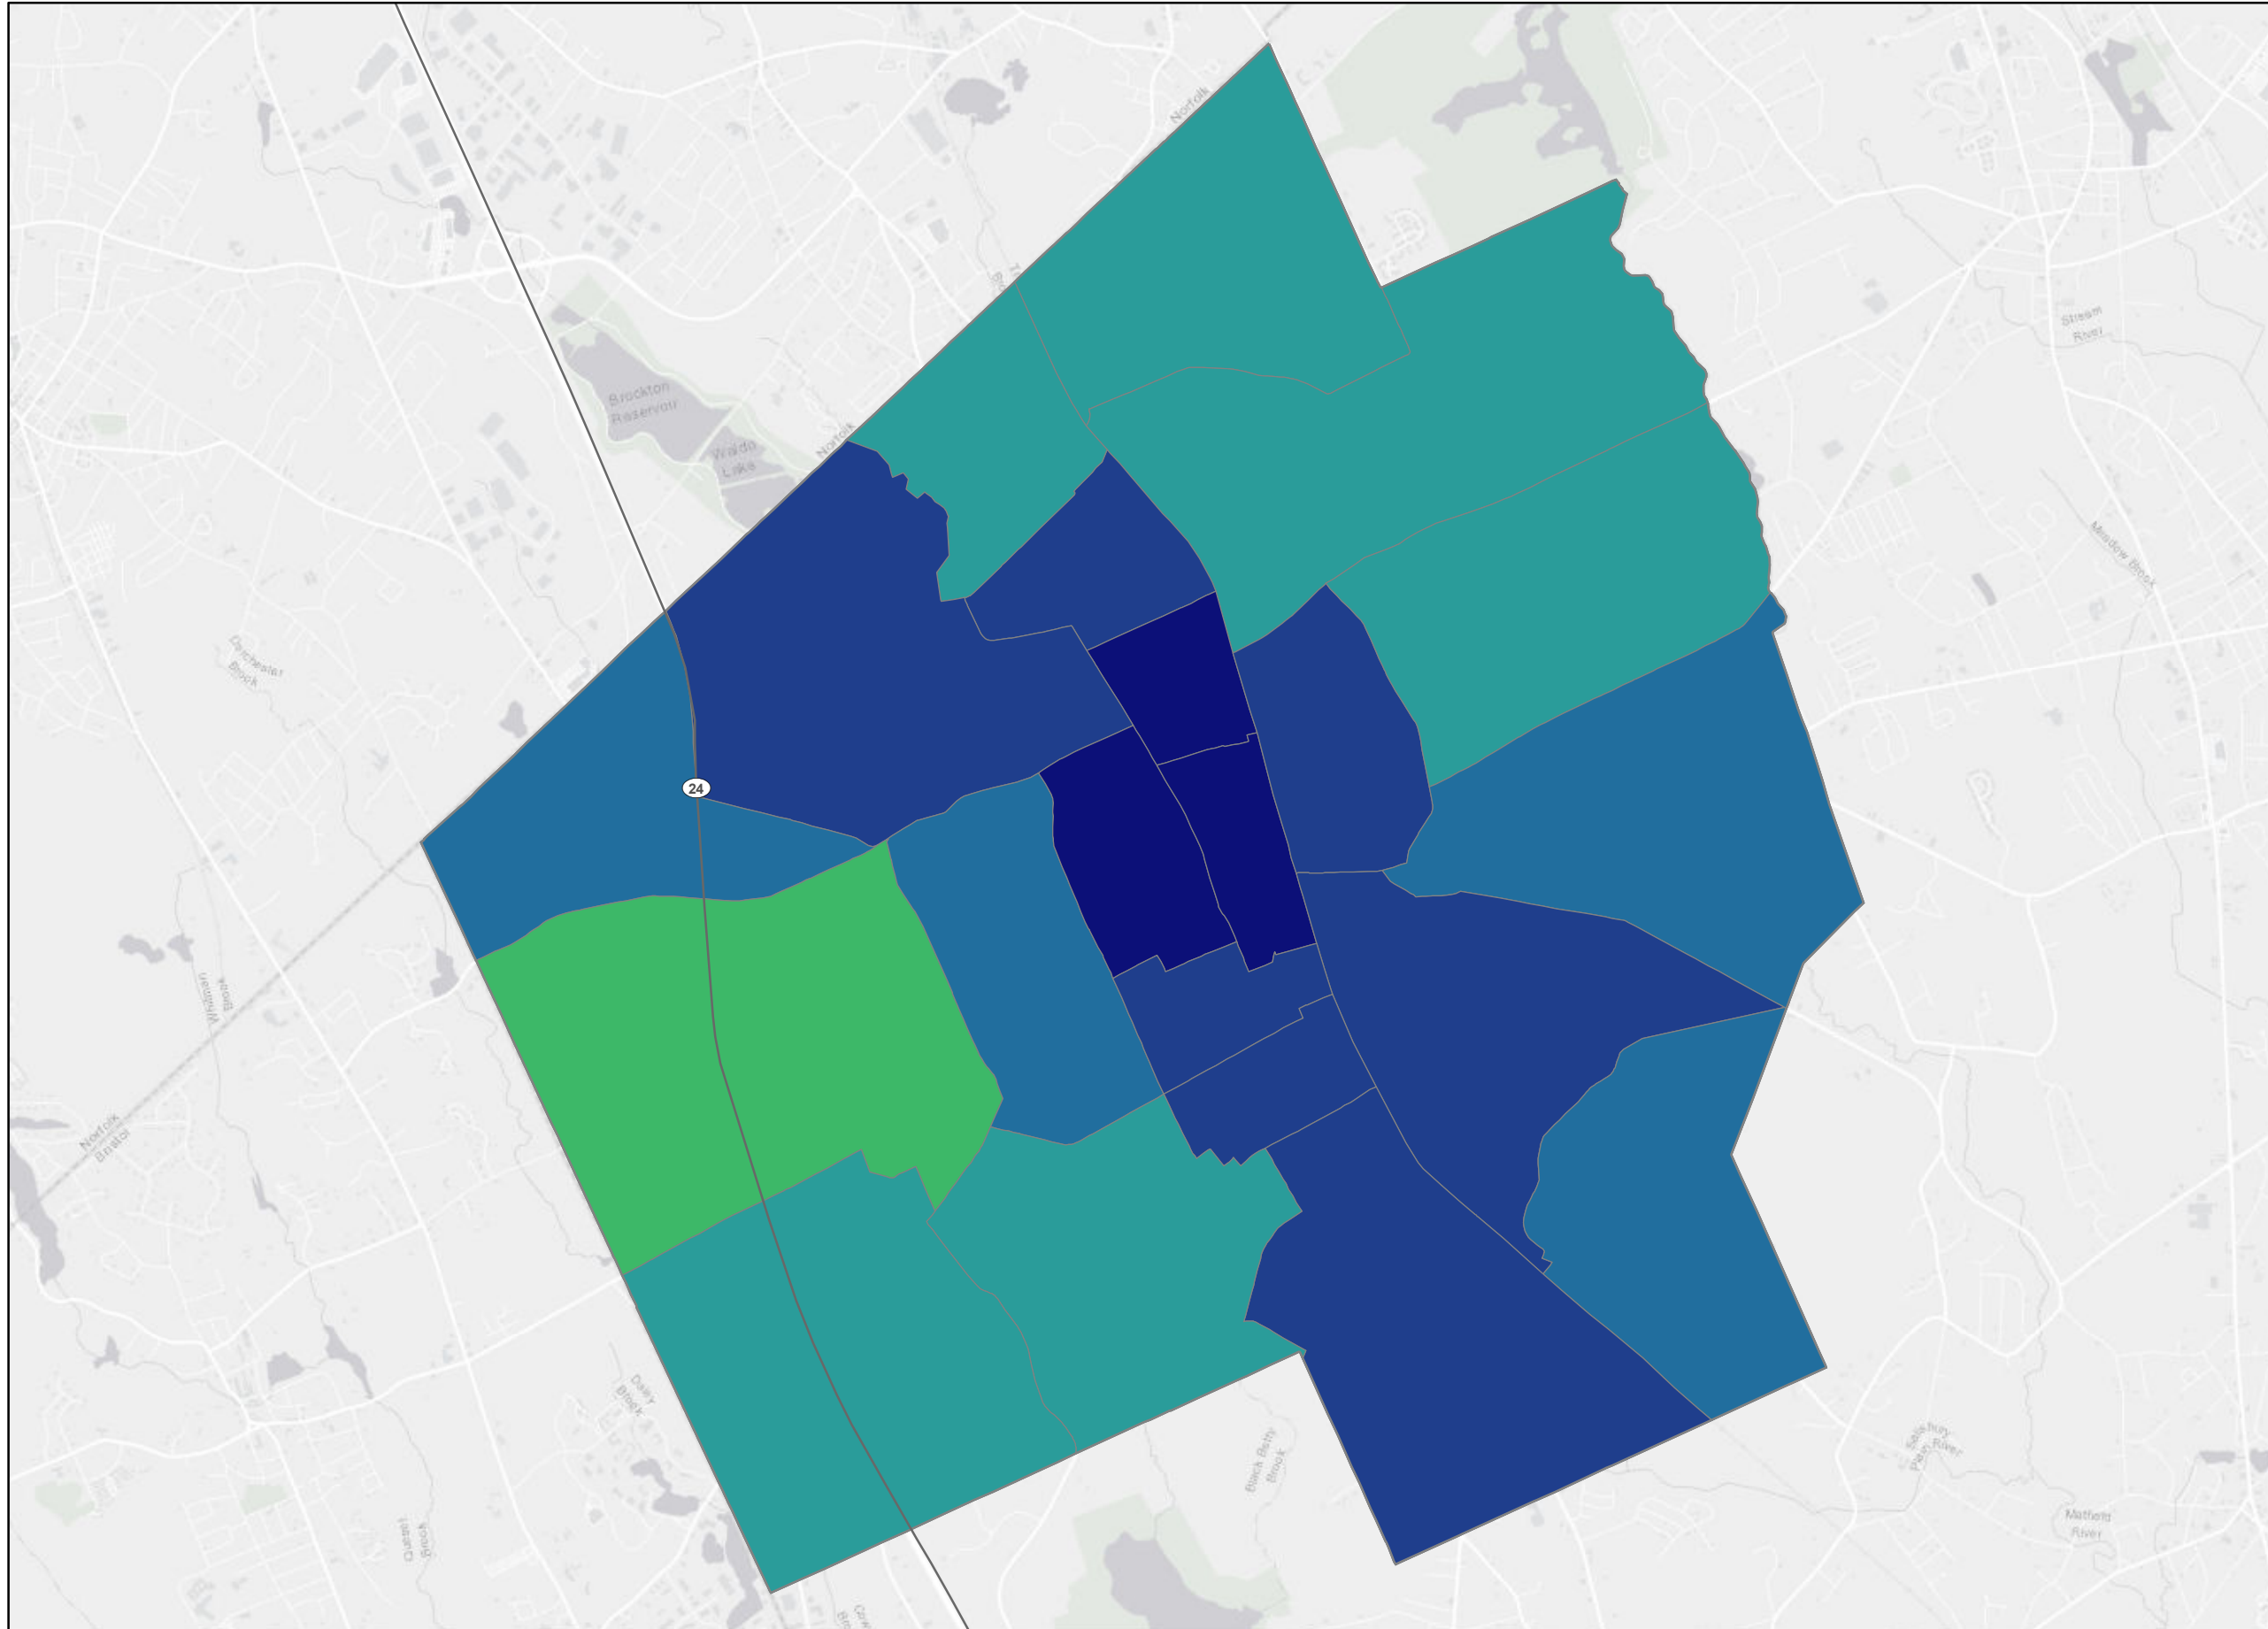 Norfolk
Brockton
Reservoir
Waldo
Lake
Norfolk
Stream
River
Meadow Brook
Dorchester
Brook
24
Whitman
Brook
Norfolk
Bristol
Daley
Brook
Black Betty
Brook
Salisbury
Plain River
Matfield
River
Queset
Brook